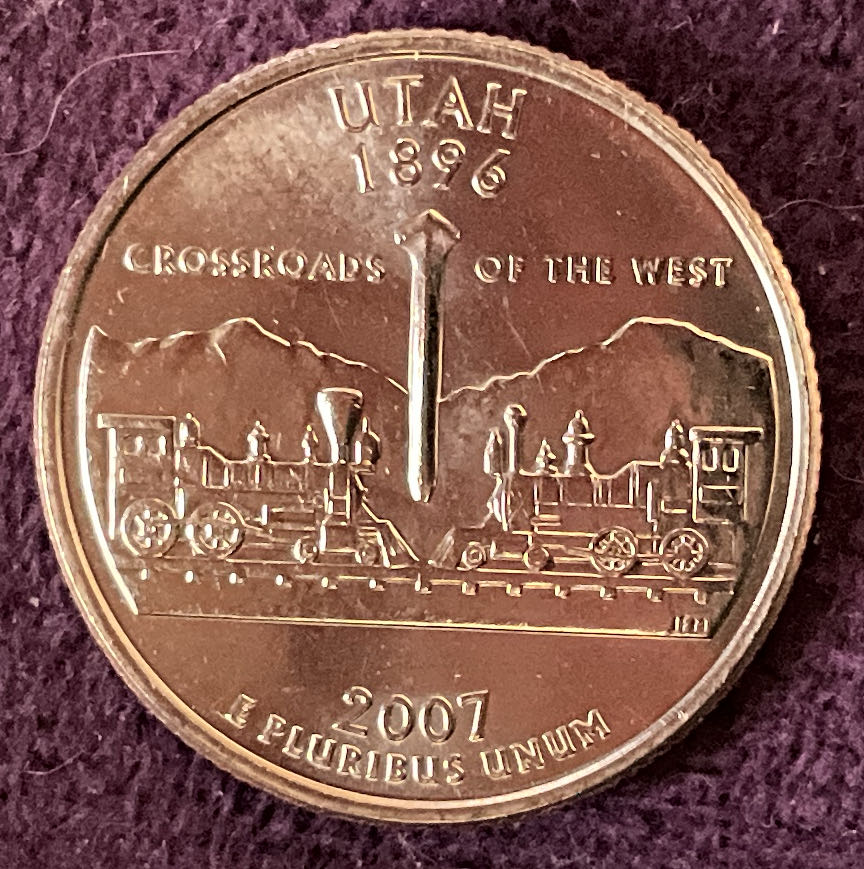 UTAH
1896
CROSSROADS OF THE WEST
2007
E PLURIBUS UNUM